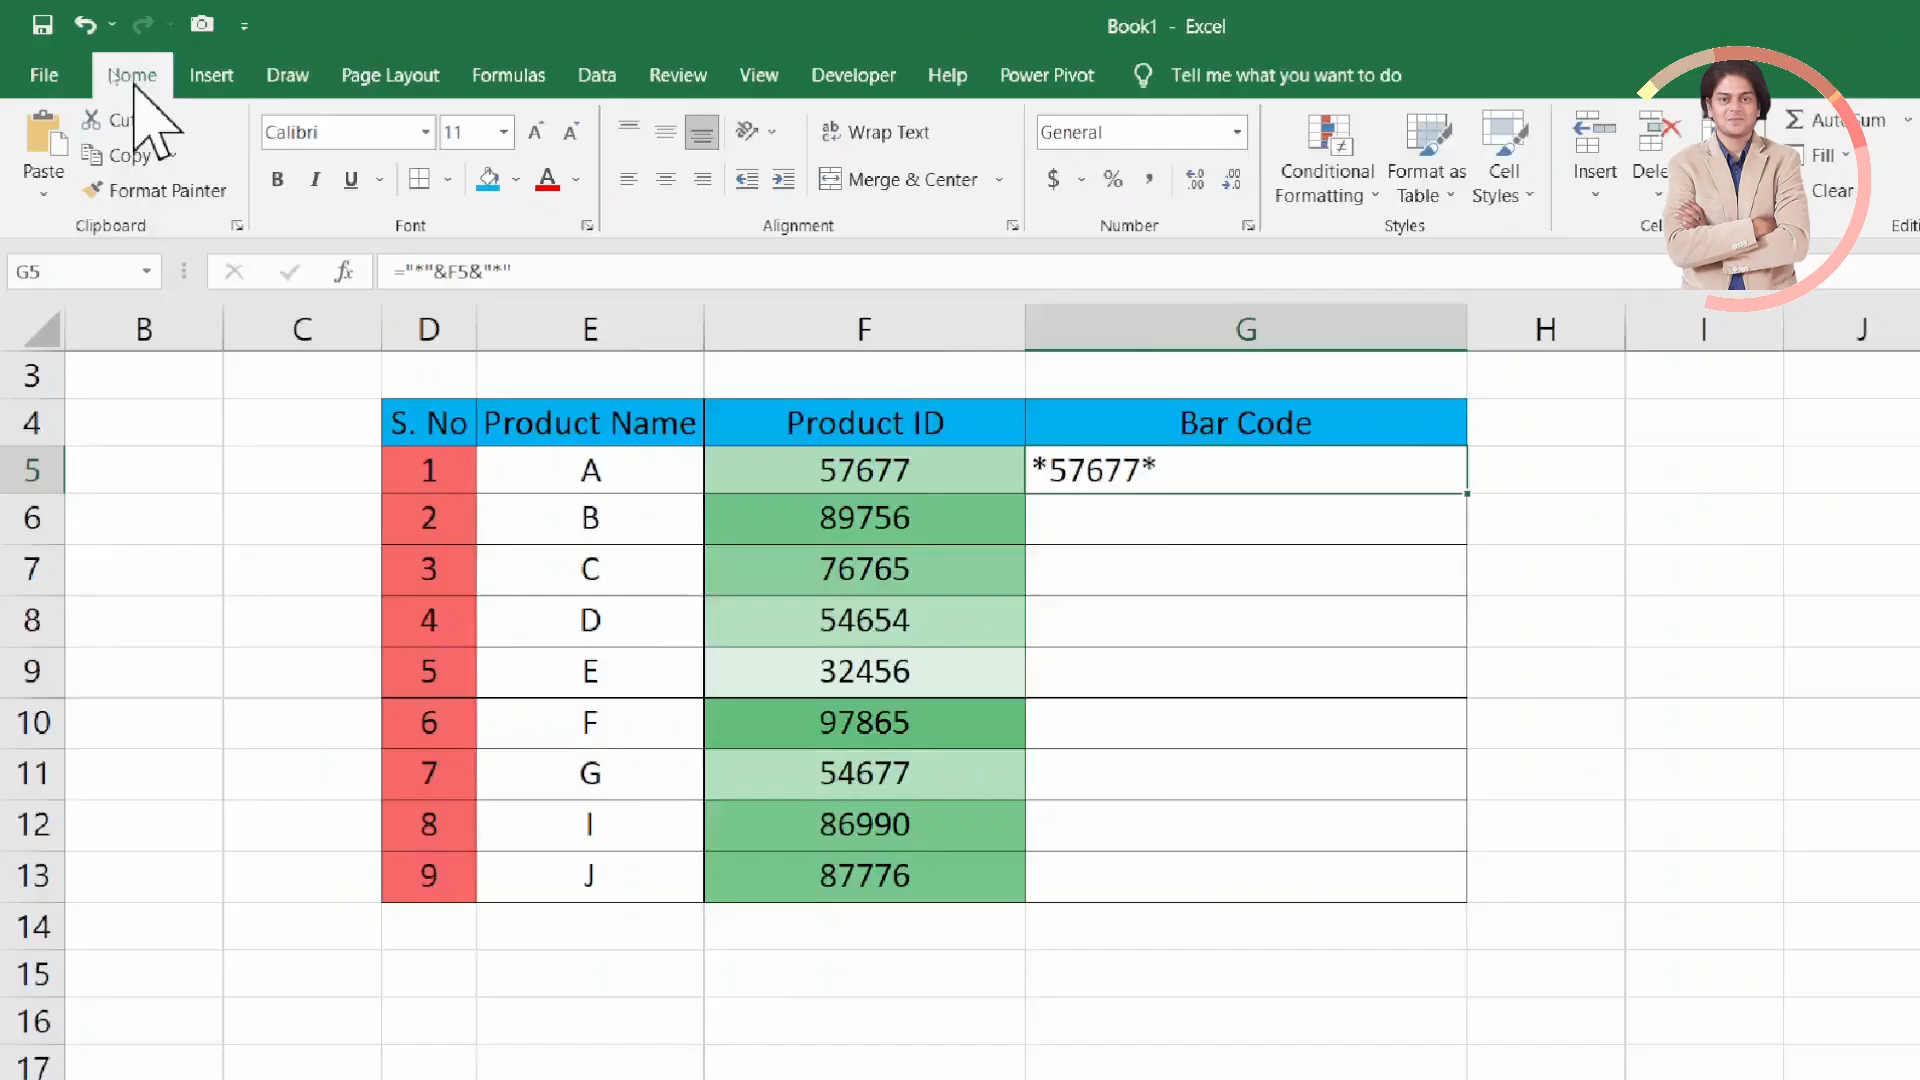 Book1 - Excel
File Home Insert Draw Page Layout Formulas Data Review View Developer Help Power Pivot Tell me what you want to do
Paste
Cut
Copy
Format Painter
Clipboard
Calibri 11
B I U
Font
Wrap Text
Merge & Center
Alignment
General
$ % ,
Number
Conditional Formatting
Format as Table
Cell Styles
Styles
Insert
AutoSum
Fill
Clear
G5 fx ="*"&F5&"*"
B C D E F G H I J
3
4 S. No Product Name Product ID Bar Code
5 1 A 57677 *57677*
6 2 B 89756
7 3 C 76765
8 4 D 54654
9 5 E 32456
10 6 F 97865
11 7 G 54677
12 8 I 86990
13 9 J 87776
14
15
16
17